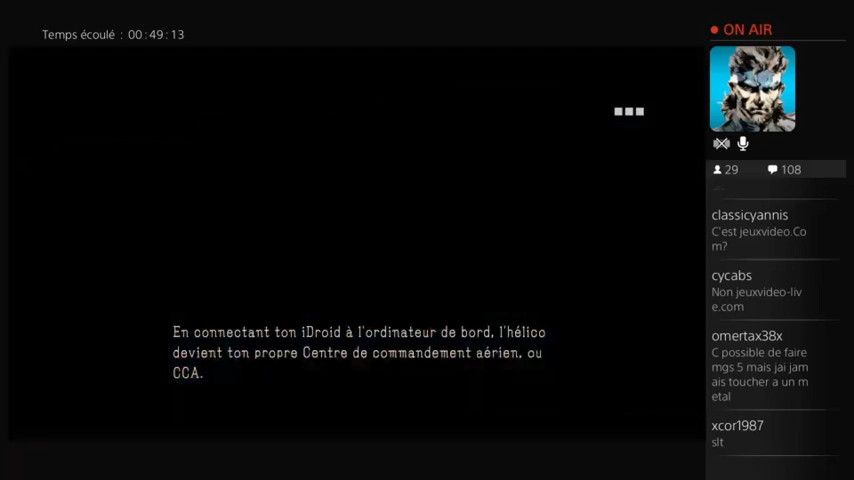 Temps écoulé : 00:49:13
ON AIR
29 108
classicyannis
C'est jeuxvideo.Co
m?
cycabs
Non jeuxvideo-liv
e.com
omertax38x
C possible de faire
mgs 5 mais jai jam
ais toucher a un m
etal
xcor1987
slt
En connectant ton iDroid à l'ordinateur de bord, l'hélico
devient ton propre Centre de commandement aérien, ou
CCA.